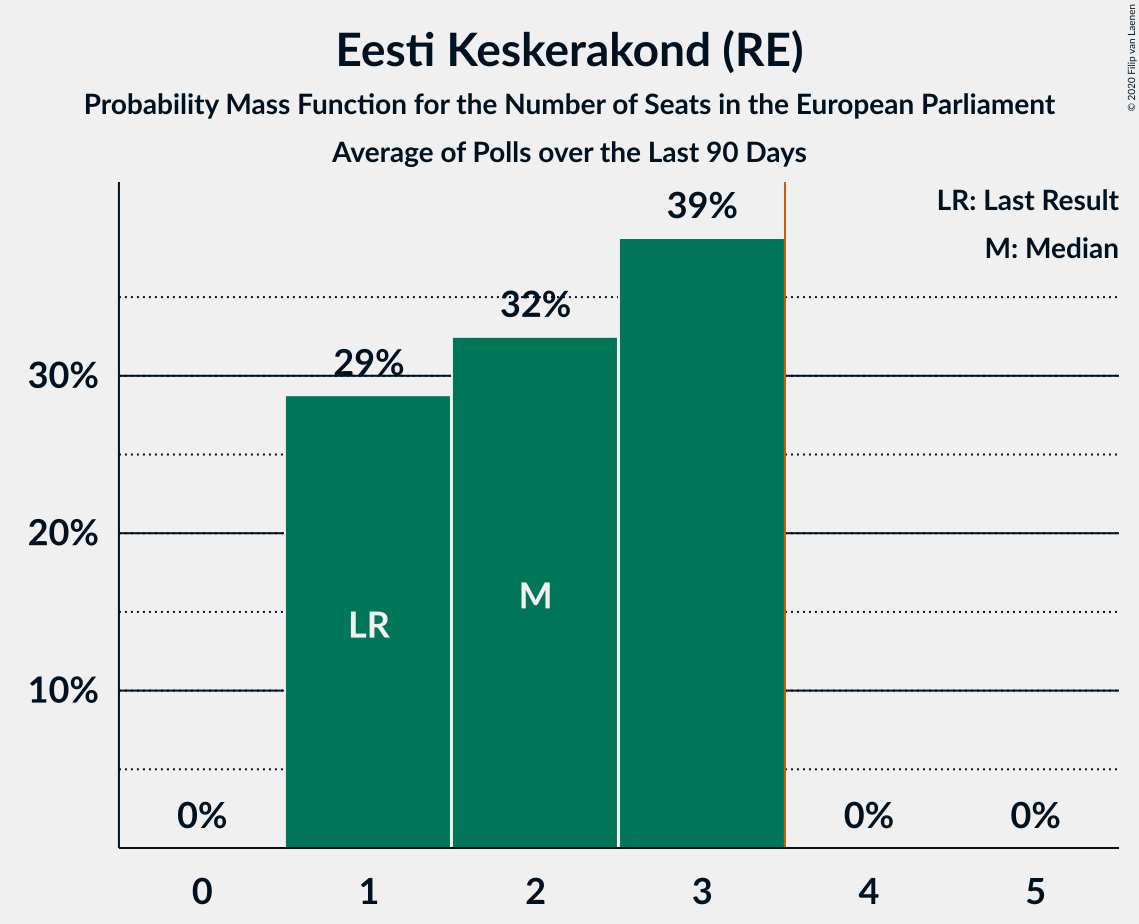 Eesti Keskerakond (RE)
Probability Mass Function for the Number of Seats in the European Parliament
Average of Polls over the Last 90 Days
© 2020 Filip van Laenen
LR: Last Result
M: Median
39%
32%
29%
30%
20%
10%
LR
M
0%
0%
0%
0 1 2 3 4 5